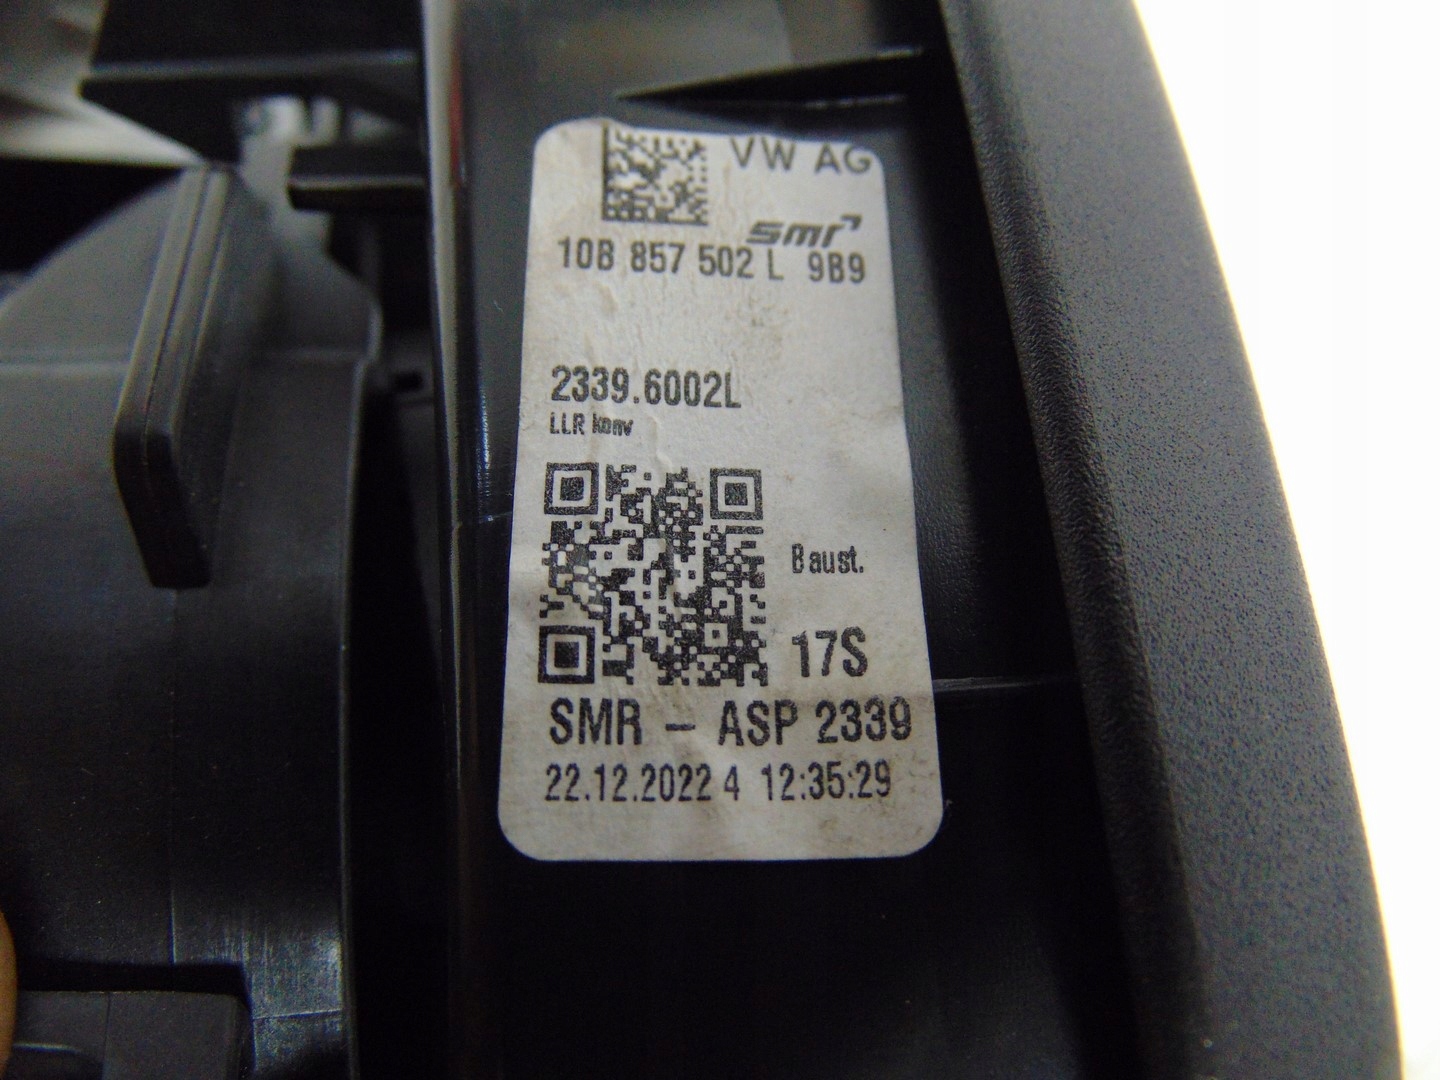 VW AG
smr
10B 857 502 L 9B9
2339.6002L
LLR konv
Baust.
17S
SMR - ASP 2339
22.12.2022 4 12:35:29